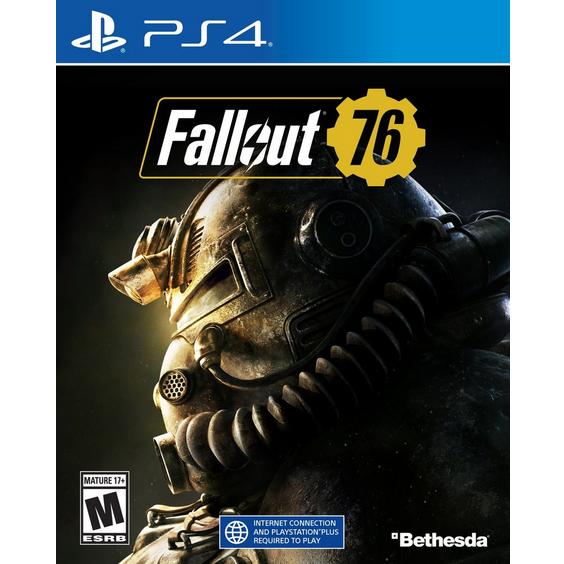 PS4
Fallout 76
MATURE 17+
M
ESRB
INTERNET CONNECTION
AND PLAYSTATION®PLUS
REQUIRED TO PLAY
Bethesda